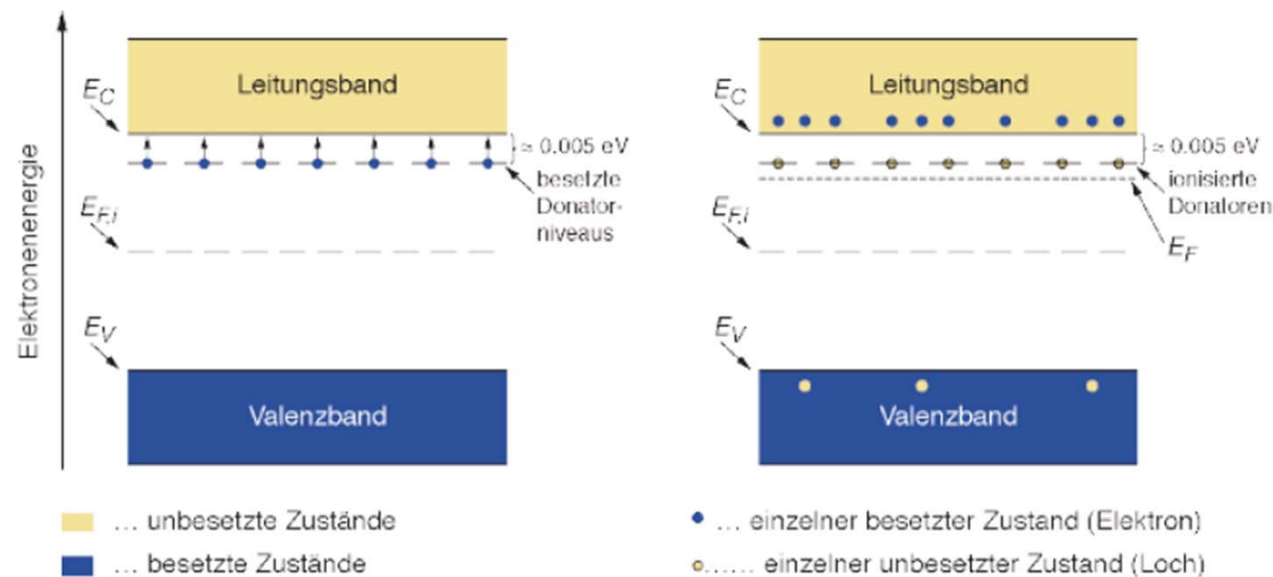 Elektronenenergie
E_C
Leitungsband
≈ 0.005 eV
besetzte
Donator-
niveaus
E_F,i
E_V
Valenzband
E_C
Leitungsband
≈ 0.005 eV
ionisierte
Donatoren
E_F,i
E_F
E_V
Valenzband
... unbesetzte Zustände
... besetzte Zustände
... einzelner besetzter Zustand (Elektron)
...... einzelner unbesetzter Zustand (Loch)